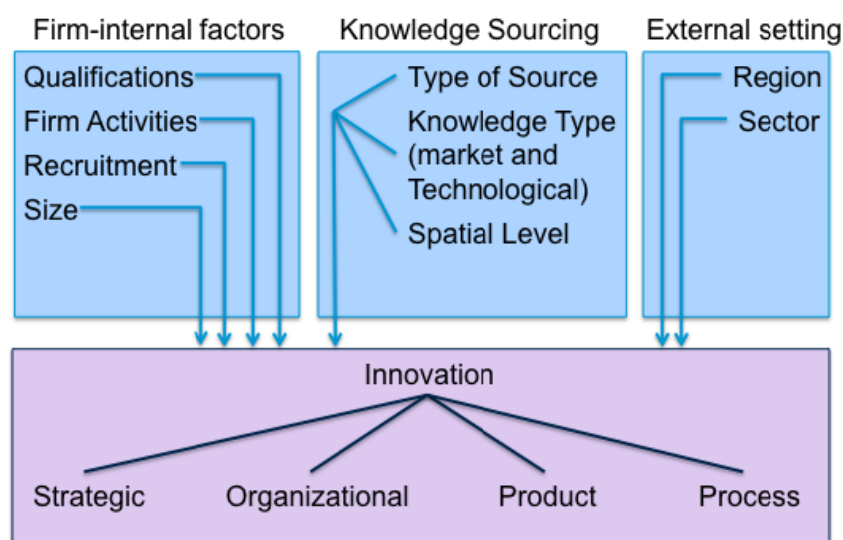 Firm-internal factors
Qualifications
Firm Activities
Recruitment
Size
Knowledge Sourcing
Type of Source
Knowledge Type
(market and
Technological)
Spatial Level
External setting
Region
Sector
Innovation
Strategic
Organizational
Product
Process